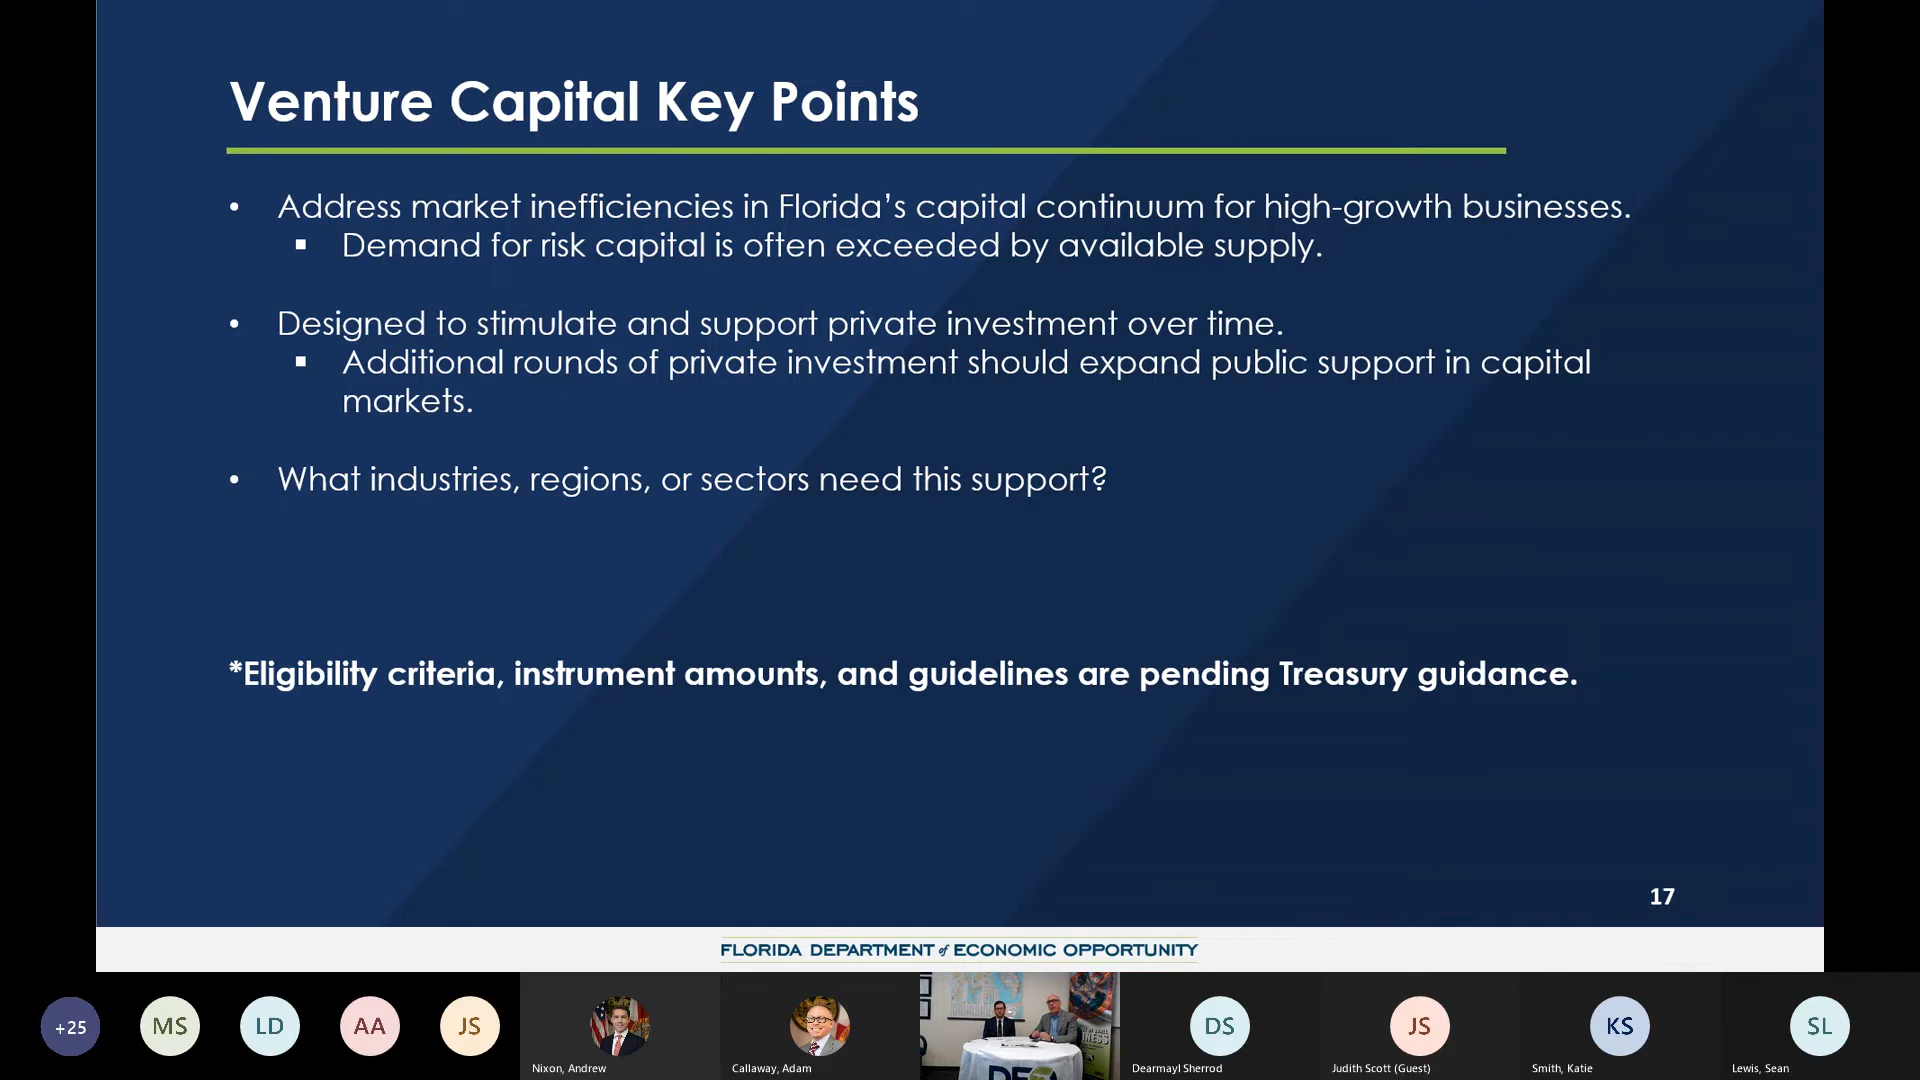 Venture Capital Key Points
• Address market inefficiencies in Florida’s capital continuum for high-growth businesses.
▪ Demand for risk capital is often exceeded by available supply.
• Designed to stimulate and support private investment over time.
▪ Additional rounds of private investment should expand public support in capital
markets.
• What industries, regions, or sectors need this support?
*Eligibility criteria, instrument amounts, and guidelines are pending Treasury guidance.
17
FLORIDA DEPARTMENT of ECONOMIC OPPORTUNITY
+25
MS
LD
AA
JS
DS
JS
KS
SL
Nixon, Andrew
Callaway, Adam
Dearmayl Sherrod
Judith Scott (Guest)
Smith, Katie
Lewis, Sean